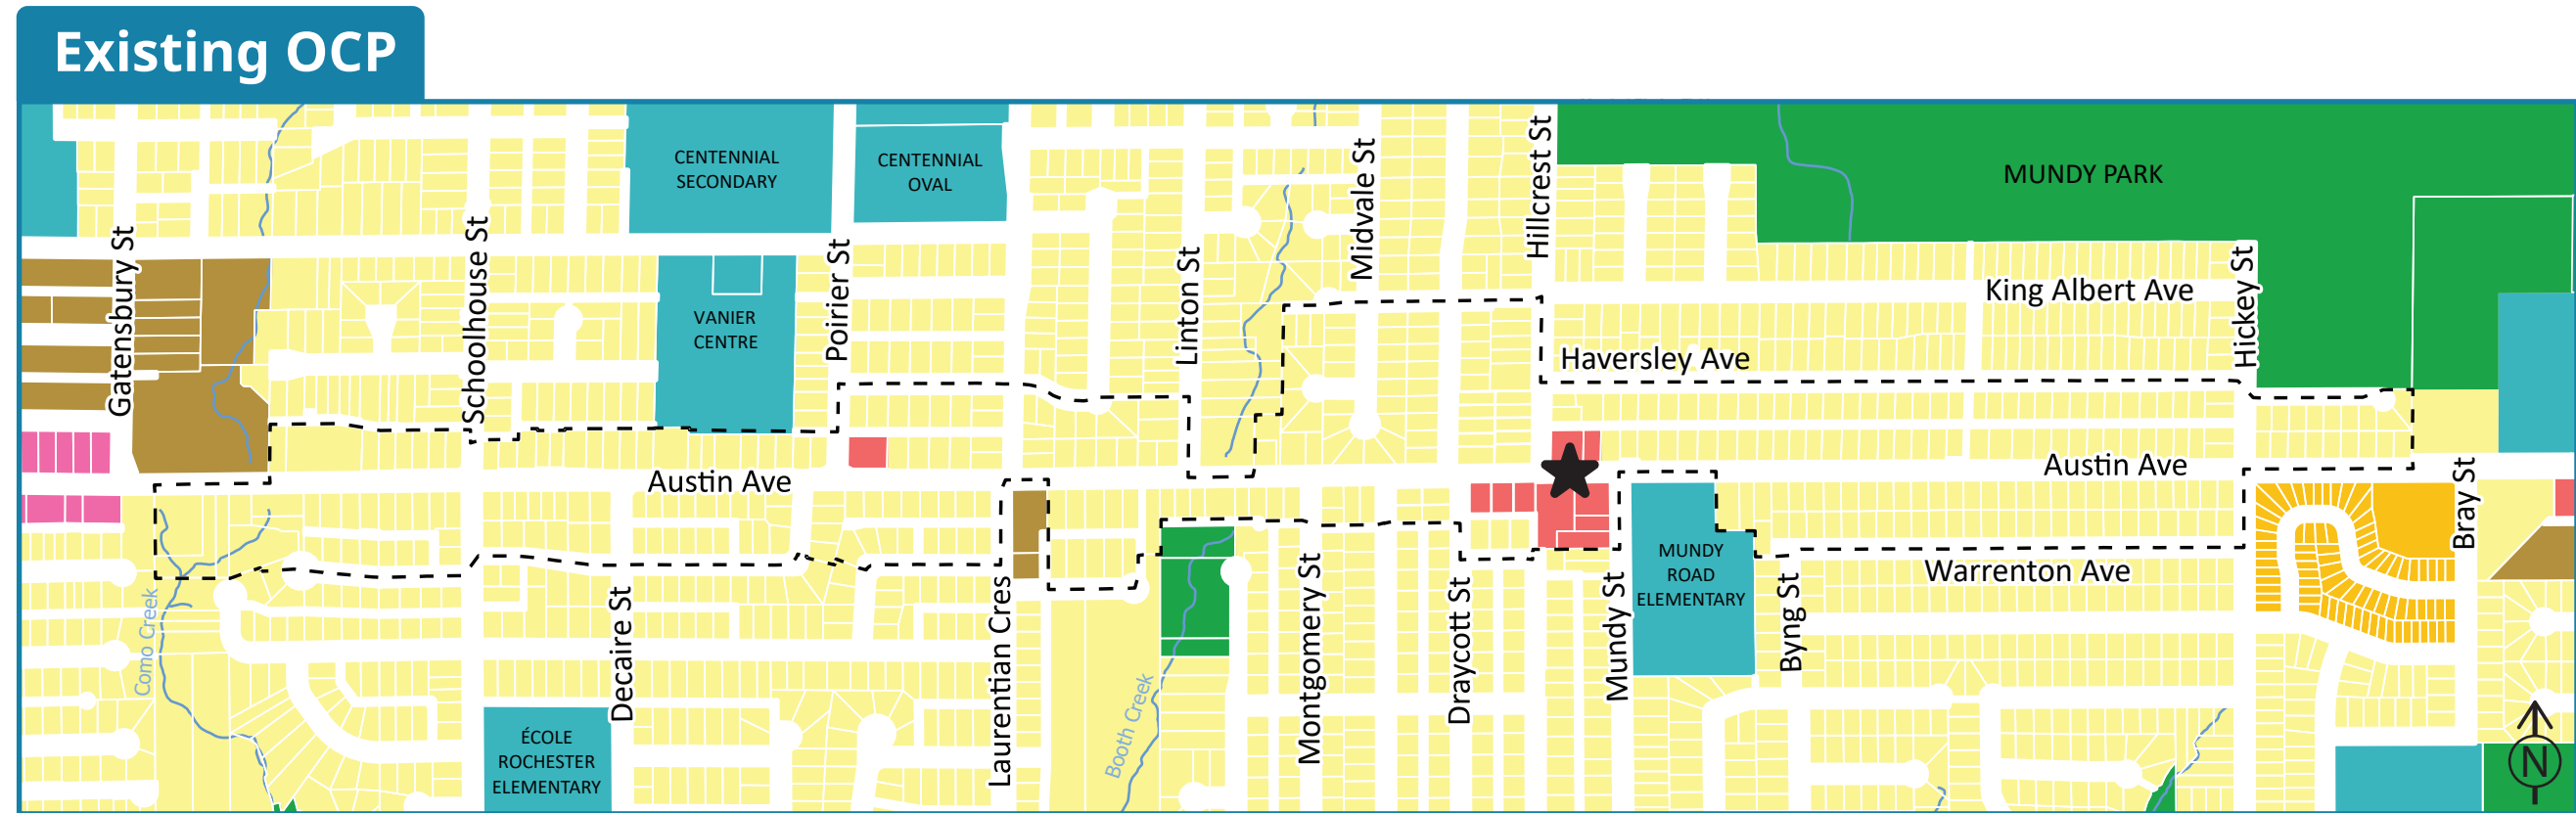 Existing OCP
CENTENNIAL
SECONDARY
CENTENNIAL
OVAL
MUNDY PARK
Gatensbury St
Schoolhouse St
Poirier St
Linton St
Midvale St
Hillcrest St
Hickey St
VANIER
CENTRE
King Albert Ave
Haversley Ave
Austin Ave
Austin Ave
Bray St
MUNDY
ROAD
ELEMENTARY
Warrenton Ave
Como Creek
Decaire St
Laurentian Cres
Booth Creek
Montgomery St
Draycott St
Mundy St
Byng St
ÉCOLE
ROCHESTER
ELEMENTARY
N